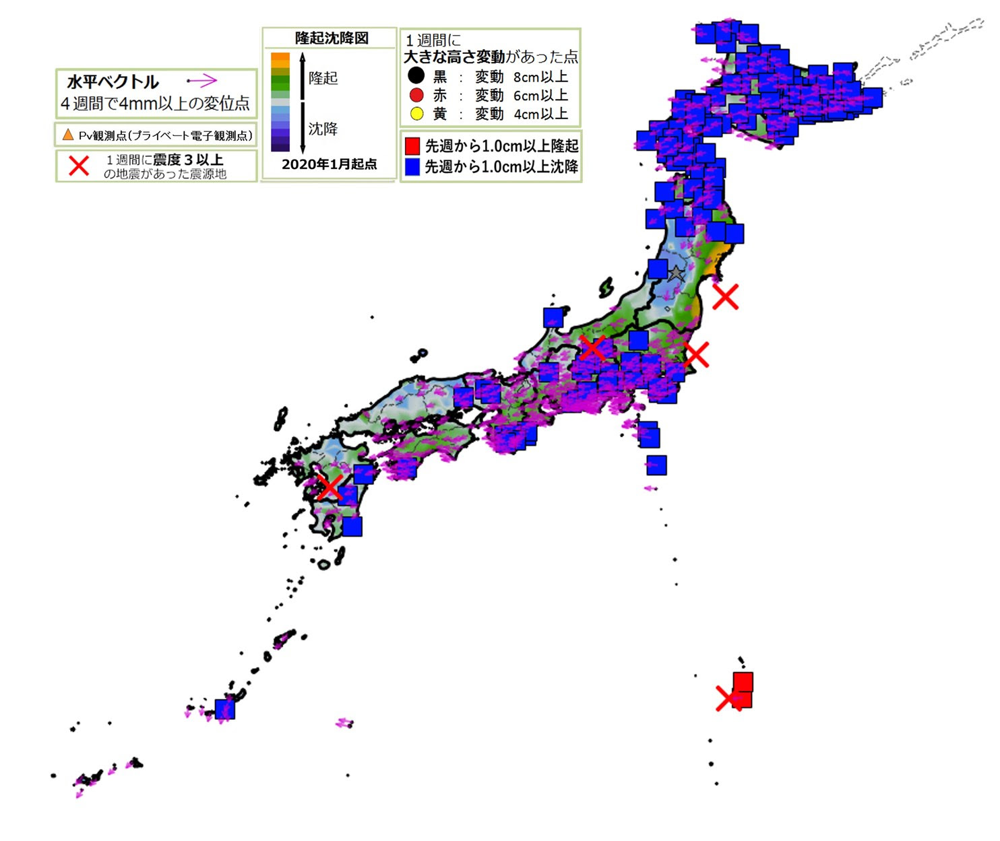 水平ベクトル
４週間で4mm以上の変位点
Pv観測点(プライベート電子観測点)
１週間に震度３以上
の地震があった震源地
隆起沈降図
隆起
沈降
2020年1月起点
１週間に
大きな高さ変動があった点
黒 ： 変動 8cm以上
赤 ： 変動 6cm以上
黄 ： 変動 4cm以上
先週から1.0cm以上隆起
先週から1.0cm以上沈降